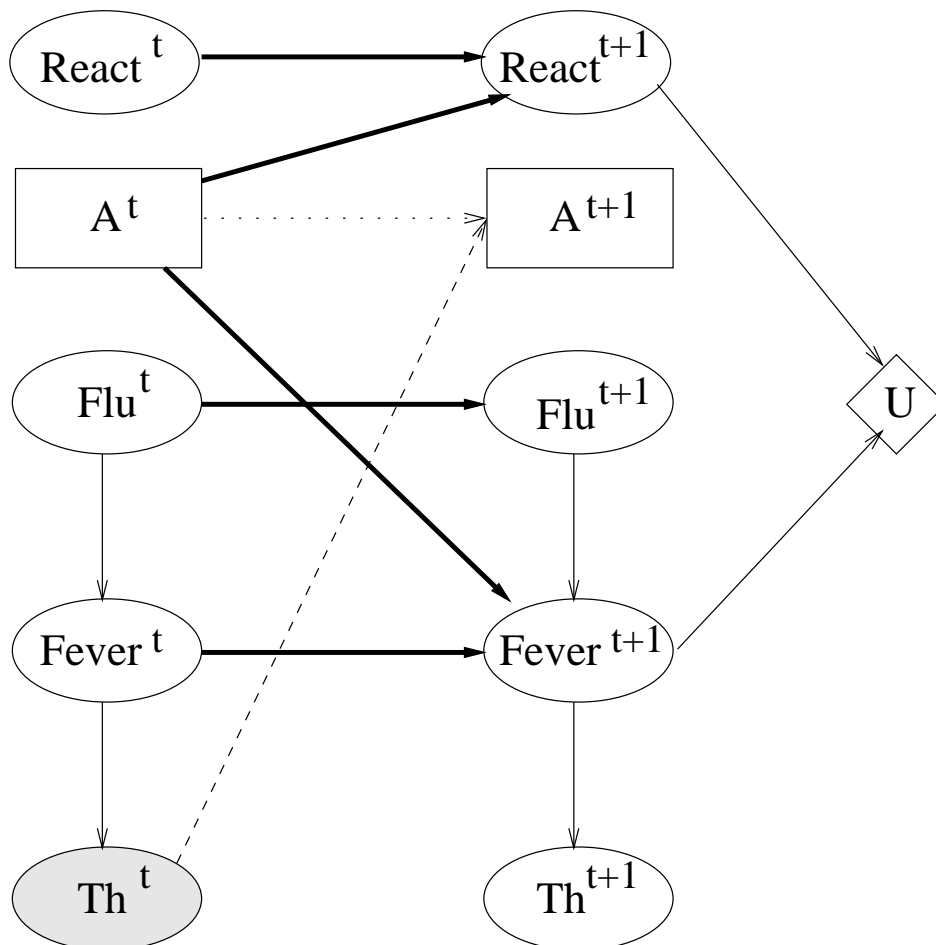 React^t
React^t+1
A^t
A^t+1
Flu^t
Flu^t+1
U
Fever^t
Fever^t+1
Th^t
Th^t+1